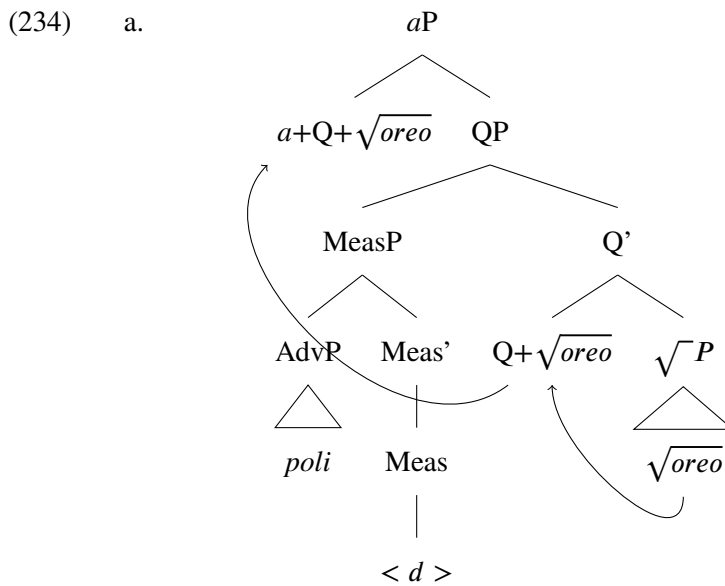 (234) a. aP
a+Q+√oreo QP
MeasP Q’
AdvP Meas’ Q+√oreo √ P
poli Meas √oreo
< d >